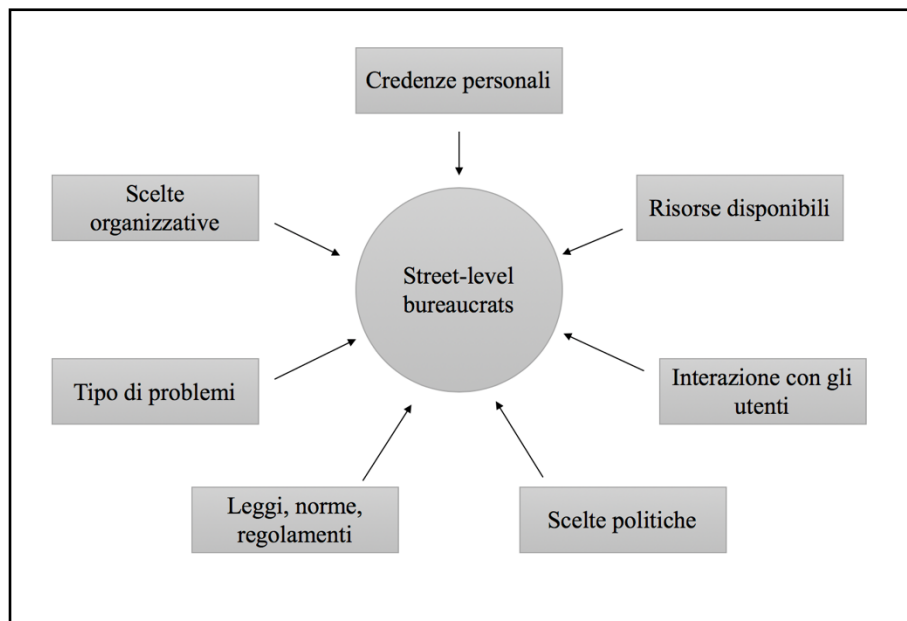 Credenze personali
Scelte
organizzative
Risorse disponibili
Street-level
bureaucrats
Tipo di problemi
Interazione con gli
utenti
Leggi, norme,
regolamenti
Scelte politiche